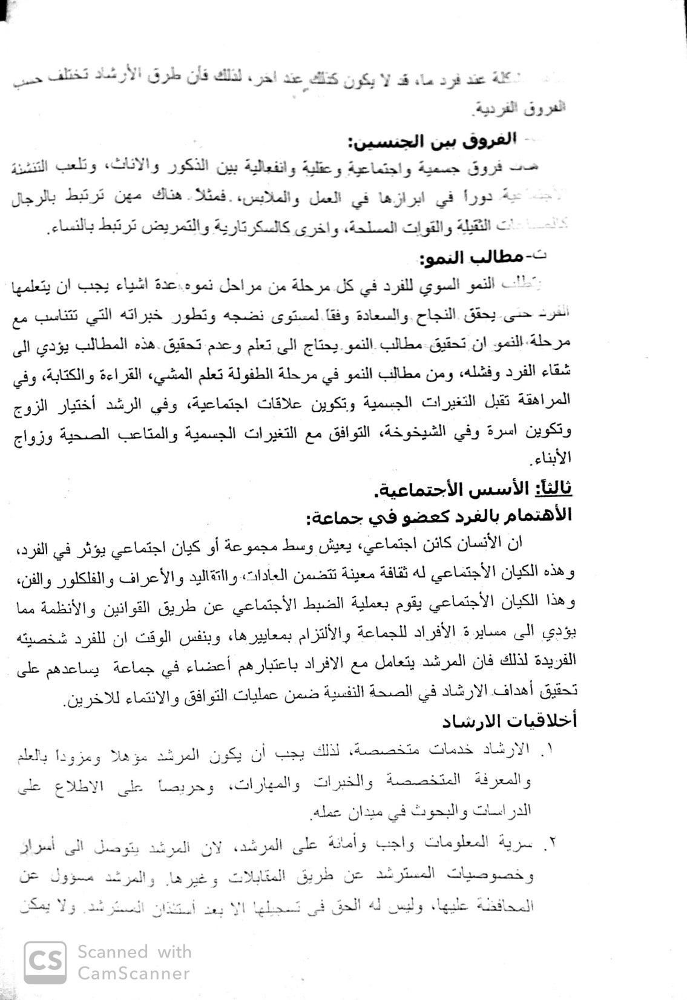 عند فرد ما، قد لا يكون كذلك عند اخر، لذلك فأن طرق الأرشاد تختلف حسب
الفروق الفردية.
- الفروق بين الجنسين:
فروق جسمية واجتماعية وعقلية وانفعالية بين الذكور والاناث، وتلعب التنشئة
دوراً في ابرازها في العمل والملابس، فمثلا هناك مهن ترتبط بالرجال
الثقيلة والقوات المسلحة، واخرى كالسكرتارية والتمريض ترتبط بالنساء.
ت-مطالب النمو:
يتطلب النمو السوي للفرد في كل مرحلة من مراحل نموه عدة اشياء يجب ان يتعلمها
الفرد حتى يحقق النجاح والسعادة وفقاً لمستوى نضجه وتطور خبراته التي تتناسب مع
مرحلة النمو ان تحقيق مطالب النمو يحتاج الى تعلم وعدم تحقيق هذه المطالب يؤدي الى
شقاء الفرد وفشله، ومن مطالب النمو في مرحلة الطفولة تعلم المشي، القراءة والكتابة، وفي
المراهقة تقبل التغيرات الجسمية وتكوين علاقات اجتماعية، وفي الرشد أختيار الزوج
وتكوين اسرة وفي الشيخوخة، التوافق مع التغيرات الجسمية والمتاعب الصحية وزواج
الأبناء.
ثالثاً: الأسس الأجتماعية.
الأهتمام بالفرد كعضو في جماعة:
ان الأنسان كائن اجتماعي، يعيش وسط مجموعة أو كيان اجتماعي يؤثر في الفرد،
وهذه الكيان الأجتماعي له ثقافة معينة تتضمن العادات والتقاليد والأعراف والفلكلور والفن،
وهذا الكيان الأجتماعي يقوم بعملية الضبط الأجتماعي عن طريق القوانين والأنظمة مما
يؤدي الى مسايرة الأفراد للجماعة والألتزام بمعاييرها، وبنفس الوقت ان للفرد شخصيته
الفريدة لذلك فان المرشد يتعامل مع الافراد باعتبارهم أعضاء في جماعة يساعدهم على
تحقيق أهداف الارشاد في الصحة النفسية ضمن عمليات التوافق والانتماء للاخرين.
أخلاقيات الارشاد
١. الارشاد خدمات متخصصة، لذلك يجب أن يكون المرشد مؤهلا ومزودا بالعلم
والمعرفة المتخصصة والخبرات والمهارات، وحريصاً على الاطلاع على
الدراسات والبحوث في ميدان عمله.
٢. سرية المعلومات واجب وأمانة على المرشد، لان المرشد يتوصل الى أسرار
وخصوصيات المسترشد عن طريق المقابلات وغيرها. والمرشد مسؤول عن
المحافظة عليها، وليس له الحق في تسجيلها الا بعد أستئذان المسترشد. ولا يمكن
CS Scanned with
CamScanner